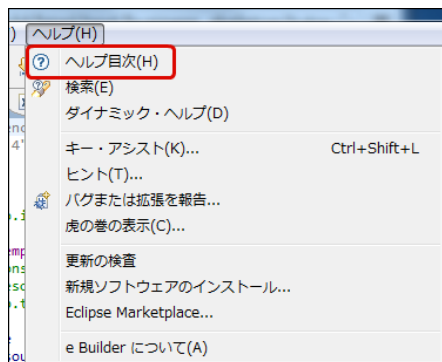 ) ヘルプ(H)
ヘルプ目次(H)
検索(E)
ダイナミック・ヘルプ(D)
キー・アシスト(K)... Ctrl+Shift+L
ヒント(T)...
バグまたは拡張を報告...
虎の巻の表示(C)...
更新の検査
新規ソフトウェアのインストール...
Eclipse Marketplace...
e Builder について(A)